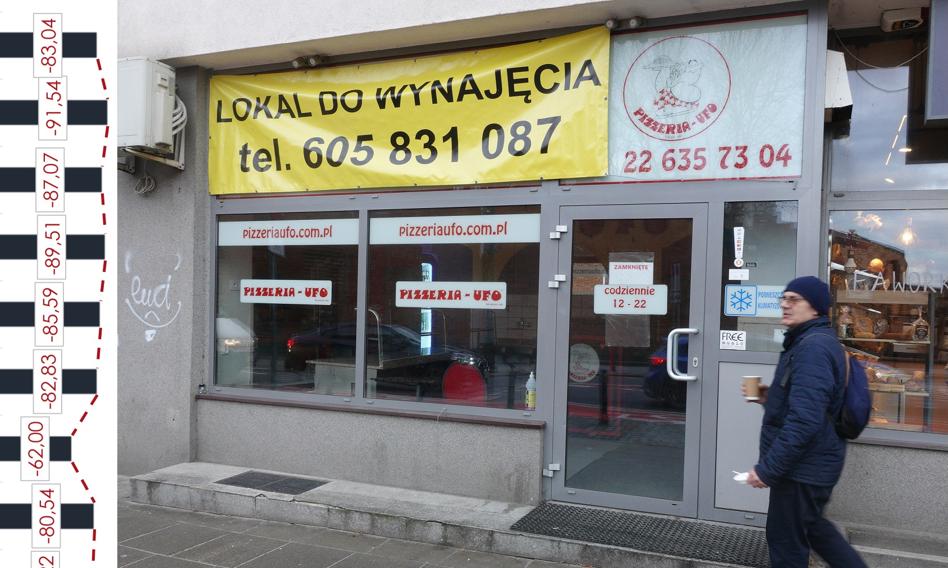 -83,04
-91,54
-87,07
-89,51
-85,59
-82,83
-62,00
-80,54
LOKAL DO WYNAJĘCIA
tel. 605 831 087
PIZZERIA - UFO
22 635 73 04
pizzeriaufo.com.pl
pizzeriaufo.com.pl
PIZZERIA - UFO
PIZZERIA - UFO
ZAMKNIĘTE
codziennie
12 - 22
FREE
eući